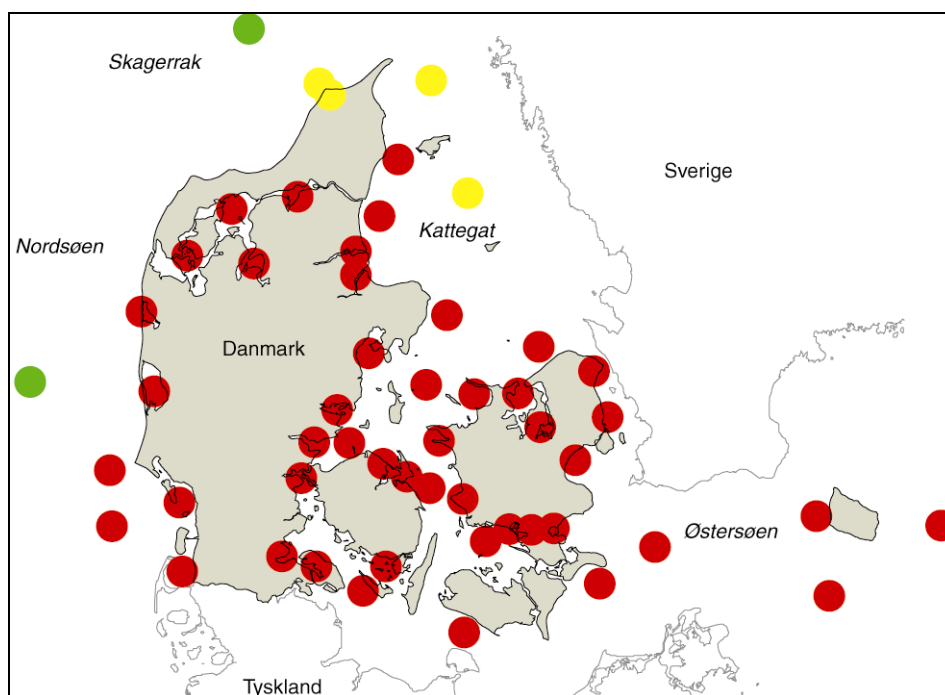 Skagerrak
Sverige
Kattegat
Nordsøen
Danmark
Østersøen
Tyskland